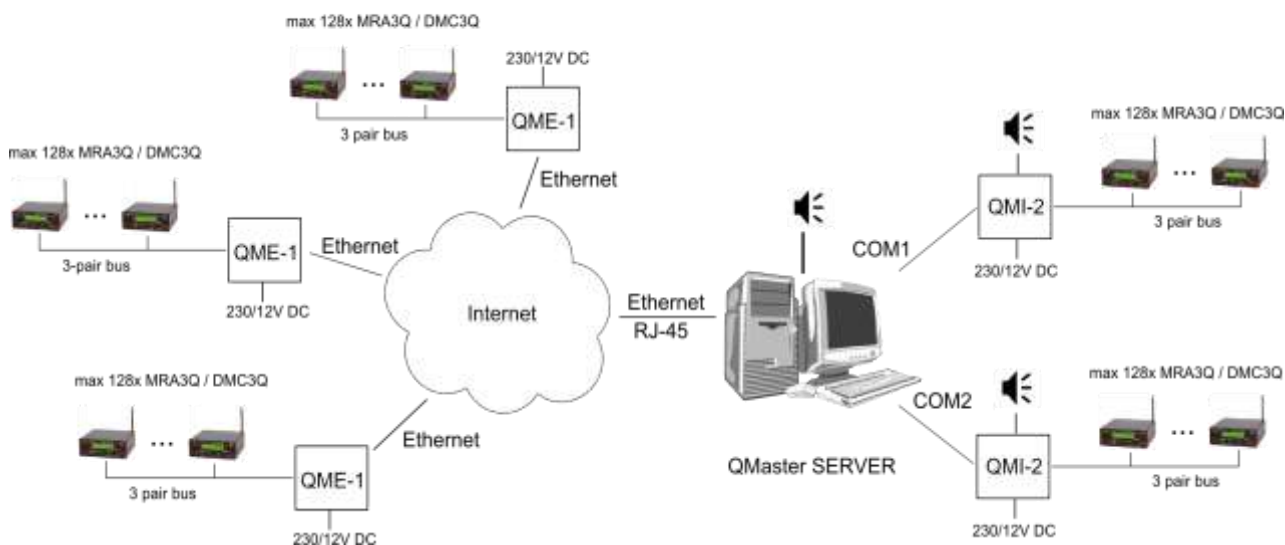 max 128x MRA3Q / DMC3Q
...
3 pair bus
230/12V DC
QME-1
Ethernet
max 128x MRA3Q / DMC3Q
...
3-pair bus
QME-1
230/12V DC
Ethernet
max 128x MRA3Q / DMC3Q
...
3 pair bus
QME-1
230/12V DC
Ethernet
Internet
Ethernet
RJ-45
QMaster SERVER
COM1
QMI-2
230/12V DC
max 128x MRA3Q / DMC3Q
...
3 pair bus
COM2
QMI-2
230/12V DC
max 128x MRA3Q / DMC3Q
...
3 pair bus